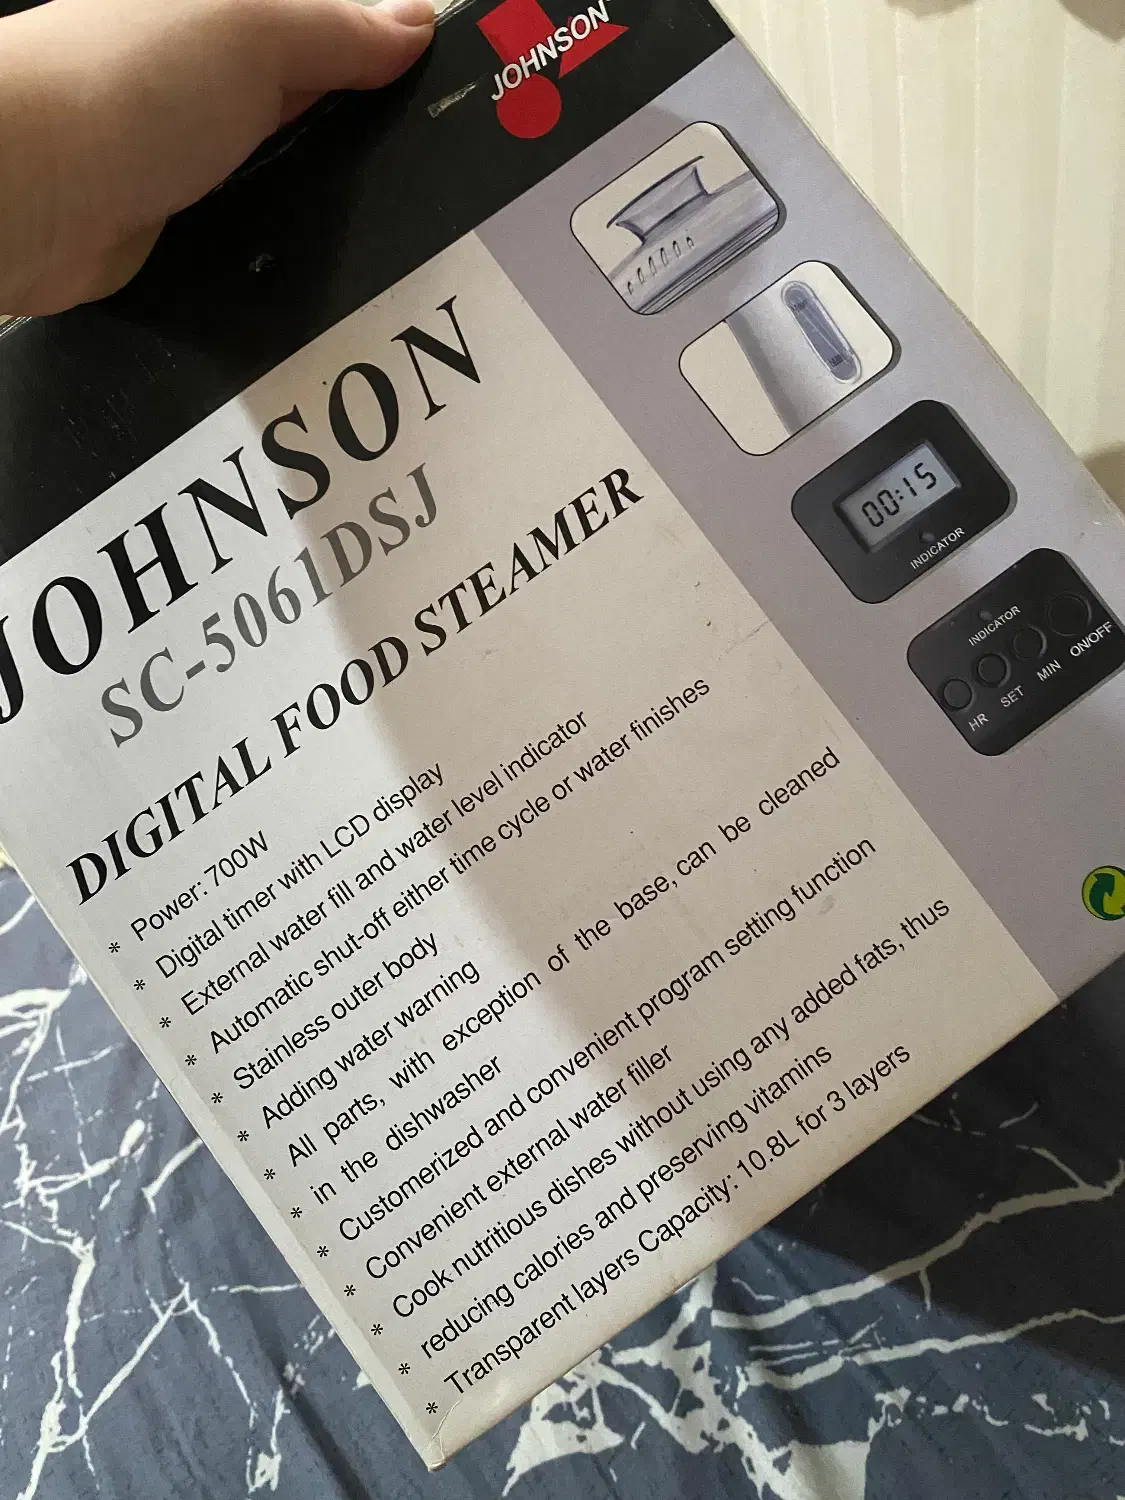 JOHNSON
JOHNSON
SC-5061DSJ
DIGITAL FOOD STEAMER
* Power: 700W
* Digital timer with LCD display
* External water fill and water level indicator
* Automatic shut-off either time cycle or water finishes
* Stainless outer body
* Adding water warning
* All parts, with exception of the base, can be cleaned
* in the dishwasher
* Customerized and convenient program setting function
* Convenient external water filler
* Cook nutritious dishes without using any added fats, thus
* reducing calories and preserving vitamins
* Transparent layers Capacity: 10.8L for 3 layers
00:15
INDICATOR
INDICATOR
HR SET MIN ON/OFF